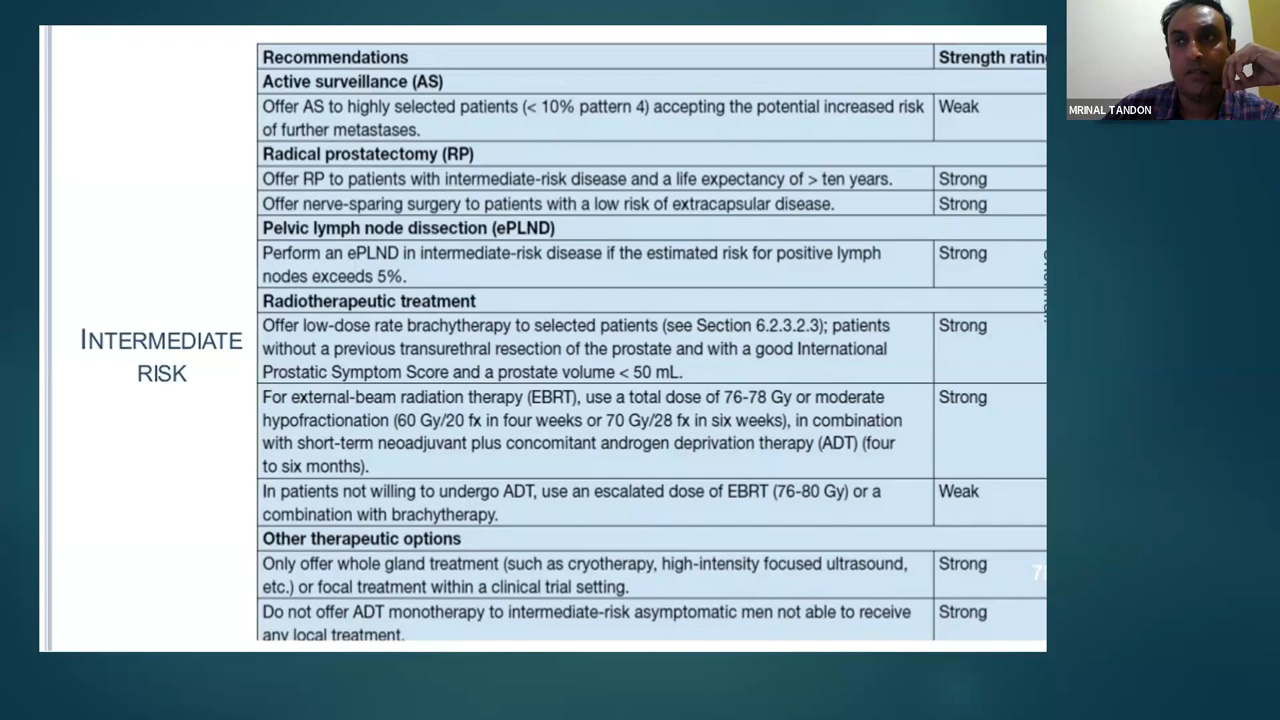 INTERMEDIATE
RISK
Recommendations Strength rating
Active surveillance (AS)
Offer AS to highly selected patients (< 10% pattern 4) accepting the potential increased risk Weak
of further metastases.
Radical prostatectomy (RP)
Offer RP to patients with intermediate-risk disease and a life expectancy of > ten years. Strong
Offer nerve-sparing surgery to patients with a low risk of extracapsular disease. Strong
Pelvic lymph node dissection (ePLND)
Perform an ePLND in intermediate-risk disease if the estimated risk for positive lymph Strong
nodes exceeds 5%.
Radiotherapeutic treatment
Offer low-dose rate brachytherapy to selected patients (see Section 6.2.3.2.3); patients Strong
without a previous transurethral resection of the prostate and with a good International
Prostatic Symptom Score and a prostate volume < 50 mL.
For external-beam radiation therapy (EBRT), use a total dose of 76-78 Gy or moderate Strong
hypofractionation (60 Gy/20 fx in four weeks or 70 Gy/28 fx in six weeks), in combination
with short-term neoadjuvant plus concomitant androgen deprivation therapy (ADT) (four
to six months).
In patients not willing to undergo ADT, use an escalated dose of EBRT (76-80 Gy) or a Weak
combination with brachytherapy.
Other therapeutic options
Only offer whole gland treatment (such as cryotherapy, high-intensity focused ultrasound, Strong
etc.) or focal treatment within a clinical trial setting.
Do not offer ADT monotherapy to intermediate-risk asymptomatic men not able to receive Strong
any local treatment.
MRINAL TANDON